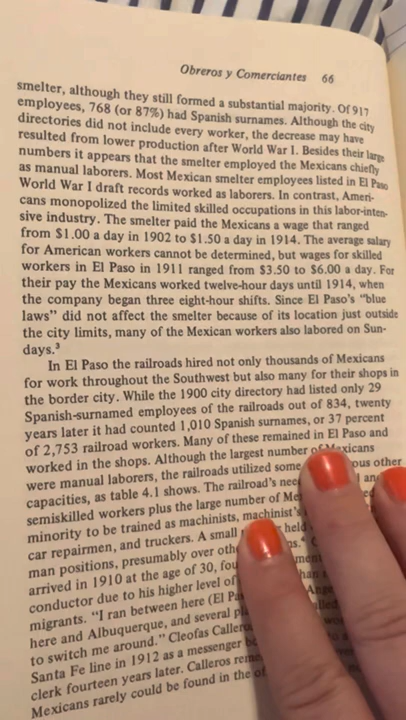 Obreros y Comerciantes 66
smelter, although they still formed a substantial majority. Of 917
employees, 768 (or 87%) had Spanish surnames. Although the city
directories did not include every worker, the decrease may have
resulted from lower production after World War I. Besides their large
numbers it appears that the smelter employed the Mexicans chiefly
as manual laborers. Most Mexican smelter employees listed in El Paso
World War I draft records worked as laborers. In contrast, Ameri-
cans monopolized the limited skilled occupations in this labor-inten-
sive industry. The smelter paid the Mexicans a wage that ranged
from $1.00 a day in 1902 to $1.50 a day in 1914. The average salary
for American workers cannot be determined, but wages for skilled
workers in El Paso in 1911 ranged from $3.50 to $6.00 a day. For
their pay the Mexicans worked twelve-hour days until 1914, when
the company began three eight-hour shifts. Since El Paso's "blue
laws" did not affect the smelter because of its location just outside
the city limits, many of the Mexican workers also labored on Sun-
days.³
In El Paso the railroads hired not only thousands of Mexicans
for work throughout the Southwest but also many for their shops in
the border city. While the 1900 city directory had listed only 29
Spanish-surnamed employees of the railroads out of 834, twenty
years later it had counted 1,010 Spanish surnames, or 37 percent
of 2,753 railroad workers. Many of these remained in El Paso and
worked in the shops. Although the largest number of Mexicans
were manual laborers, the railroads utilized some other
capacities, as table 4.1 shows. The railroad's
semiskilled workers plus the large number of
minority to be trained as machinists, machinist's
car repairmen, and truckers. A small held
man positions, presumably over
arrived in 1910 at the age of 30,
conductor due to his higher level of
migrants. "I ran between here (El
here and Albuquerque, and several
to switch me around." Cleofas
Santa Fe line in 1912 as a messenger
clerk fourteen years later. Calleros
Mexicans rarely could be found in the